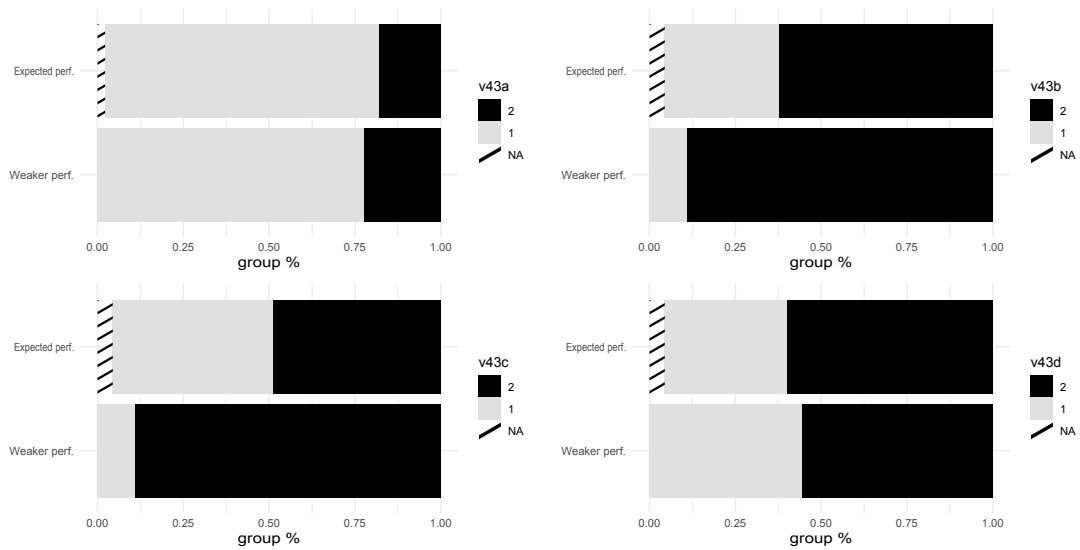 v43a
2
1
NA
Expected perf.
Weaker perf.
0.00 0.25 0.50 0.75 1.00
group %
v43b
2
1
NA
Expected perf.
Weaker perf.
0.00 0.25 0.50 0.75 1.00
group %
v43c
2
1
NA
Expected perf.
Weaker perf.
0.00 0.25 0.50 0.75 1.00
group %
v43d
2
1
NA
Expected perf.
Weaker perf.
0.00 0.25 0.50 0.75 1.00
group %